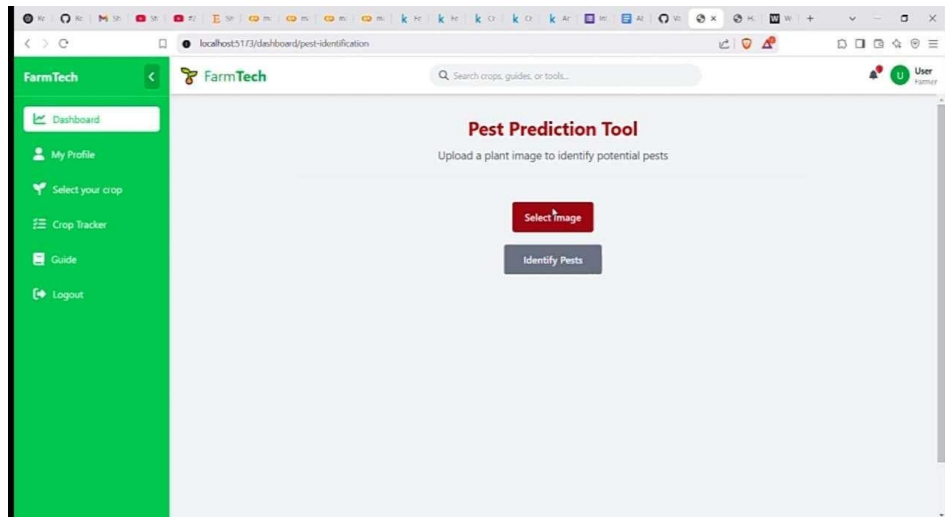 localhost:5173/dashboard/pest-identification
FarmTech
FarmTech
Search crops, guides, or tools...
U
User
Farmer
Dashboard
My Profile
Select your crop
Crop Tracker
Guide
Logout
Pest Prediction Tool
Upload a plant image to identify potential pests
Select Image
Identify Pests